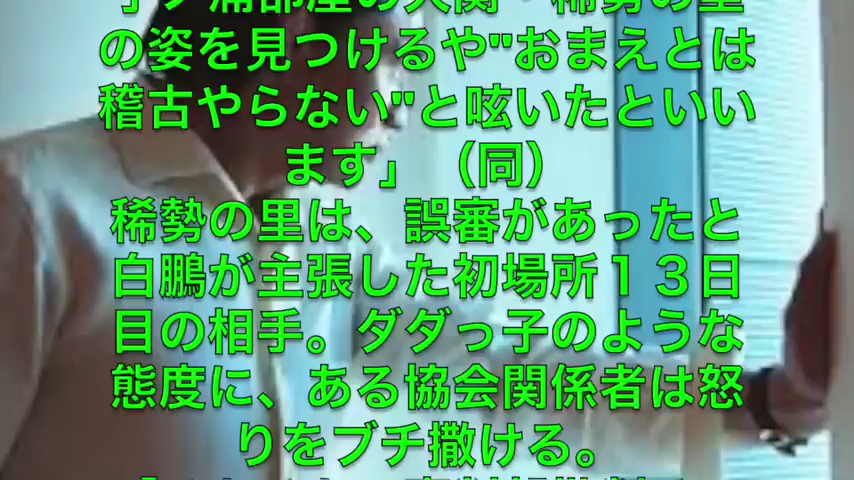 の姿を見つけるや"おまえとは
稽古やらない"と呟いたといい
ます」（同）
稀勢の里は、誤審があったと
白鵬が主張した初場所１３日
目の相手。ダダっ子のような
態度に、ある協会関係者は怒
りをブチ撒ける。